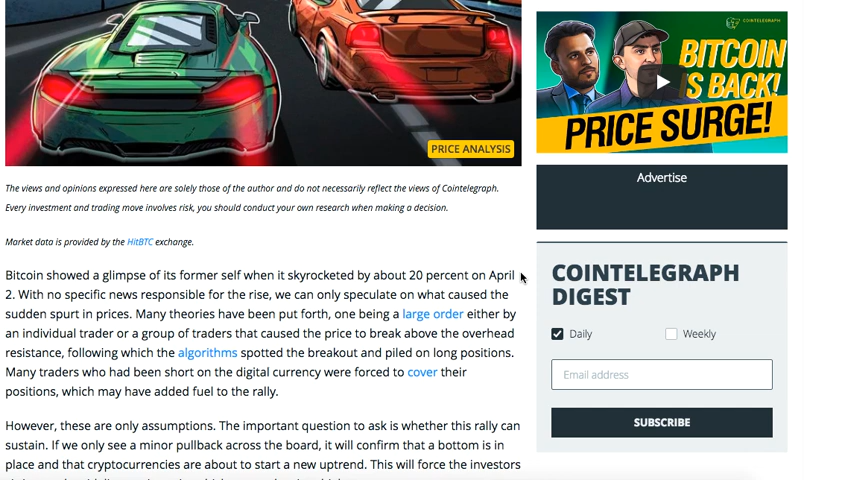 PRICE ANALYSIS
The views and opinions expressed here are solely those of the author and do not necessarily reflect the views of Cointelegraph.
Every investment and trading move involves risk, you should conduct your own research when making a decision.
Market data is provided by the HitBTC exchange.
Bitcoin showed a glimpse of its former self when it skyrocketed by about 20 percent on April
2. With no specific news responsible for the rise, we can only speculate on what caused the
sudden spurt in prices. Many theories have been put forth, one being a large order either by
an individual trader or a group of traders that caused the price to break above the overhead
resistance, following which the algorithms spotted the breakout and piled on long positions.
Many traders who had been short on the digital currency were forced to cover their
positions, which may have added fuel to the rally.
However, these are only assumptions. The important question to ask is whether this rally can
sustain. If we only see a minor pullback across the board, it will confirm that a bottom is in
place and that cryptocurrencies are about to start a new uptrend. This will force the investors
COINTELEGRAPH
BITCOIN
IS BACK!
PRICE SURGE!
Advertise
COINTELEGRAPH
DIGEST
Daily
Weekly
Email address
SUBSCRIBE